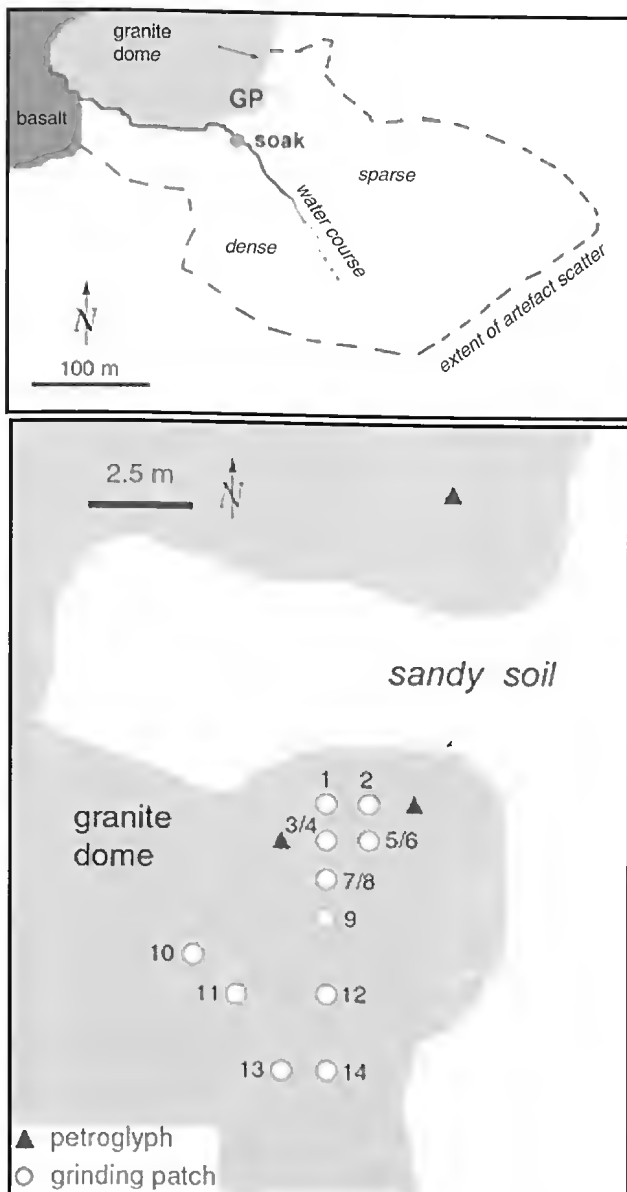 granite
dome
GP
basalt
soak
sparse
water course
dense
extent of artefact scatter
N
100 m
2.5 m
N
sandy soil
1 2
granite
dome
3/4
5/6
7/8
9
10
11
12
13
14
petroglyph
grinding patch